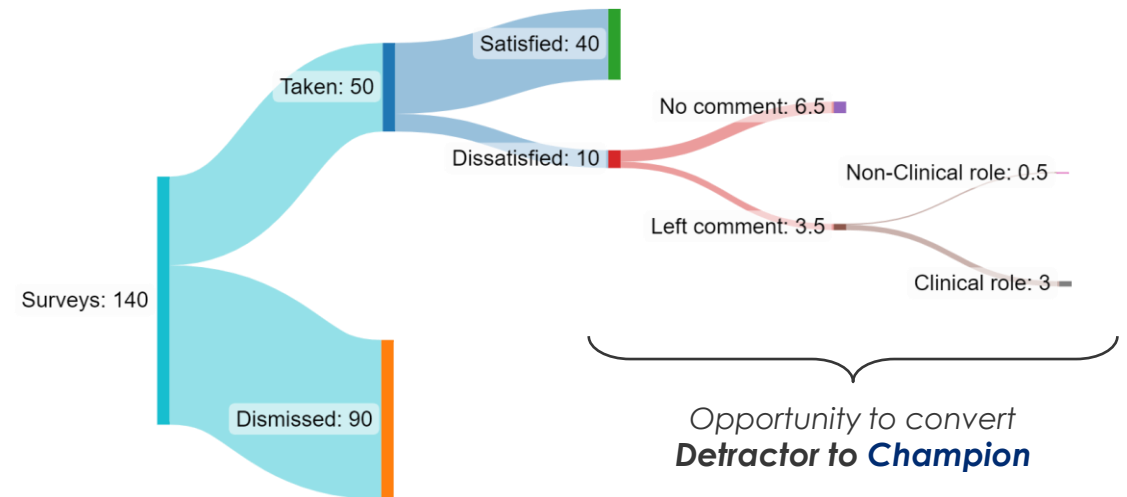 Satisfied: 40
Taken: 50
No comment: 6.5
Dissatisfied: 10
Non-Clinical role: 0.5
Left comment: 3.5
Clinical role: 3
Surveys: 140
Dismissed: 90
Opportunity to convert
Detractor to Champion